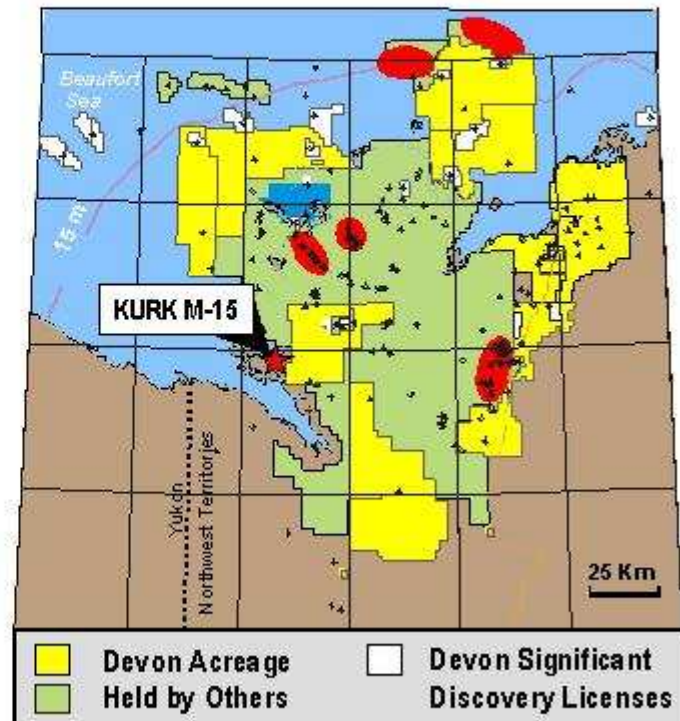 Beaufort
Sea
15 m
KURK M-15
Yukon
Northwest Territories
25 Km
Devon Acreage
Held by Others
Devon Significant
Discovery Licenses